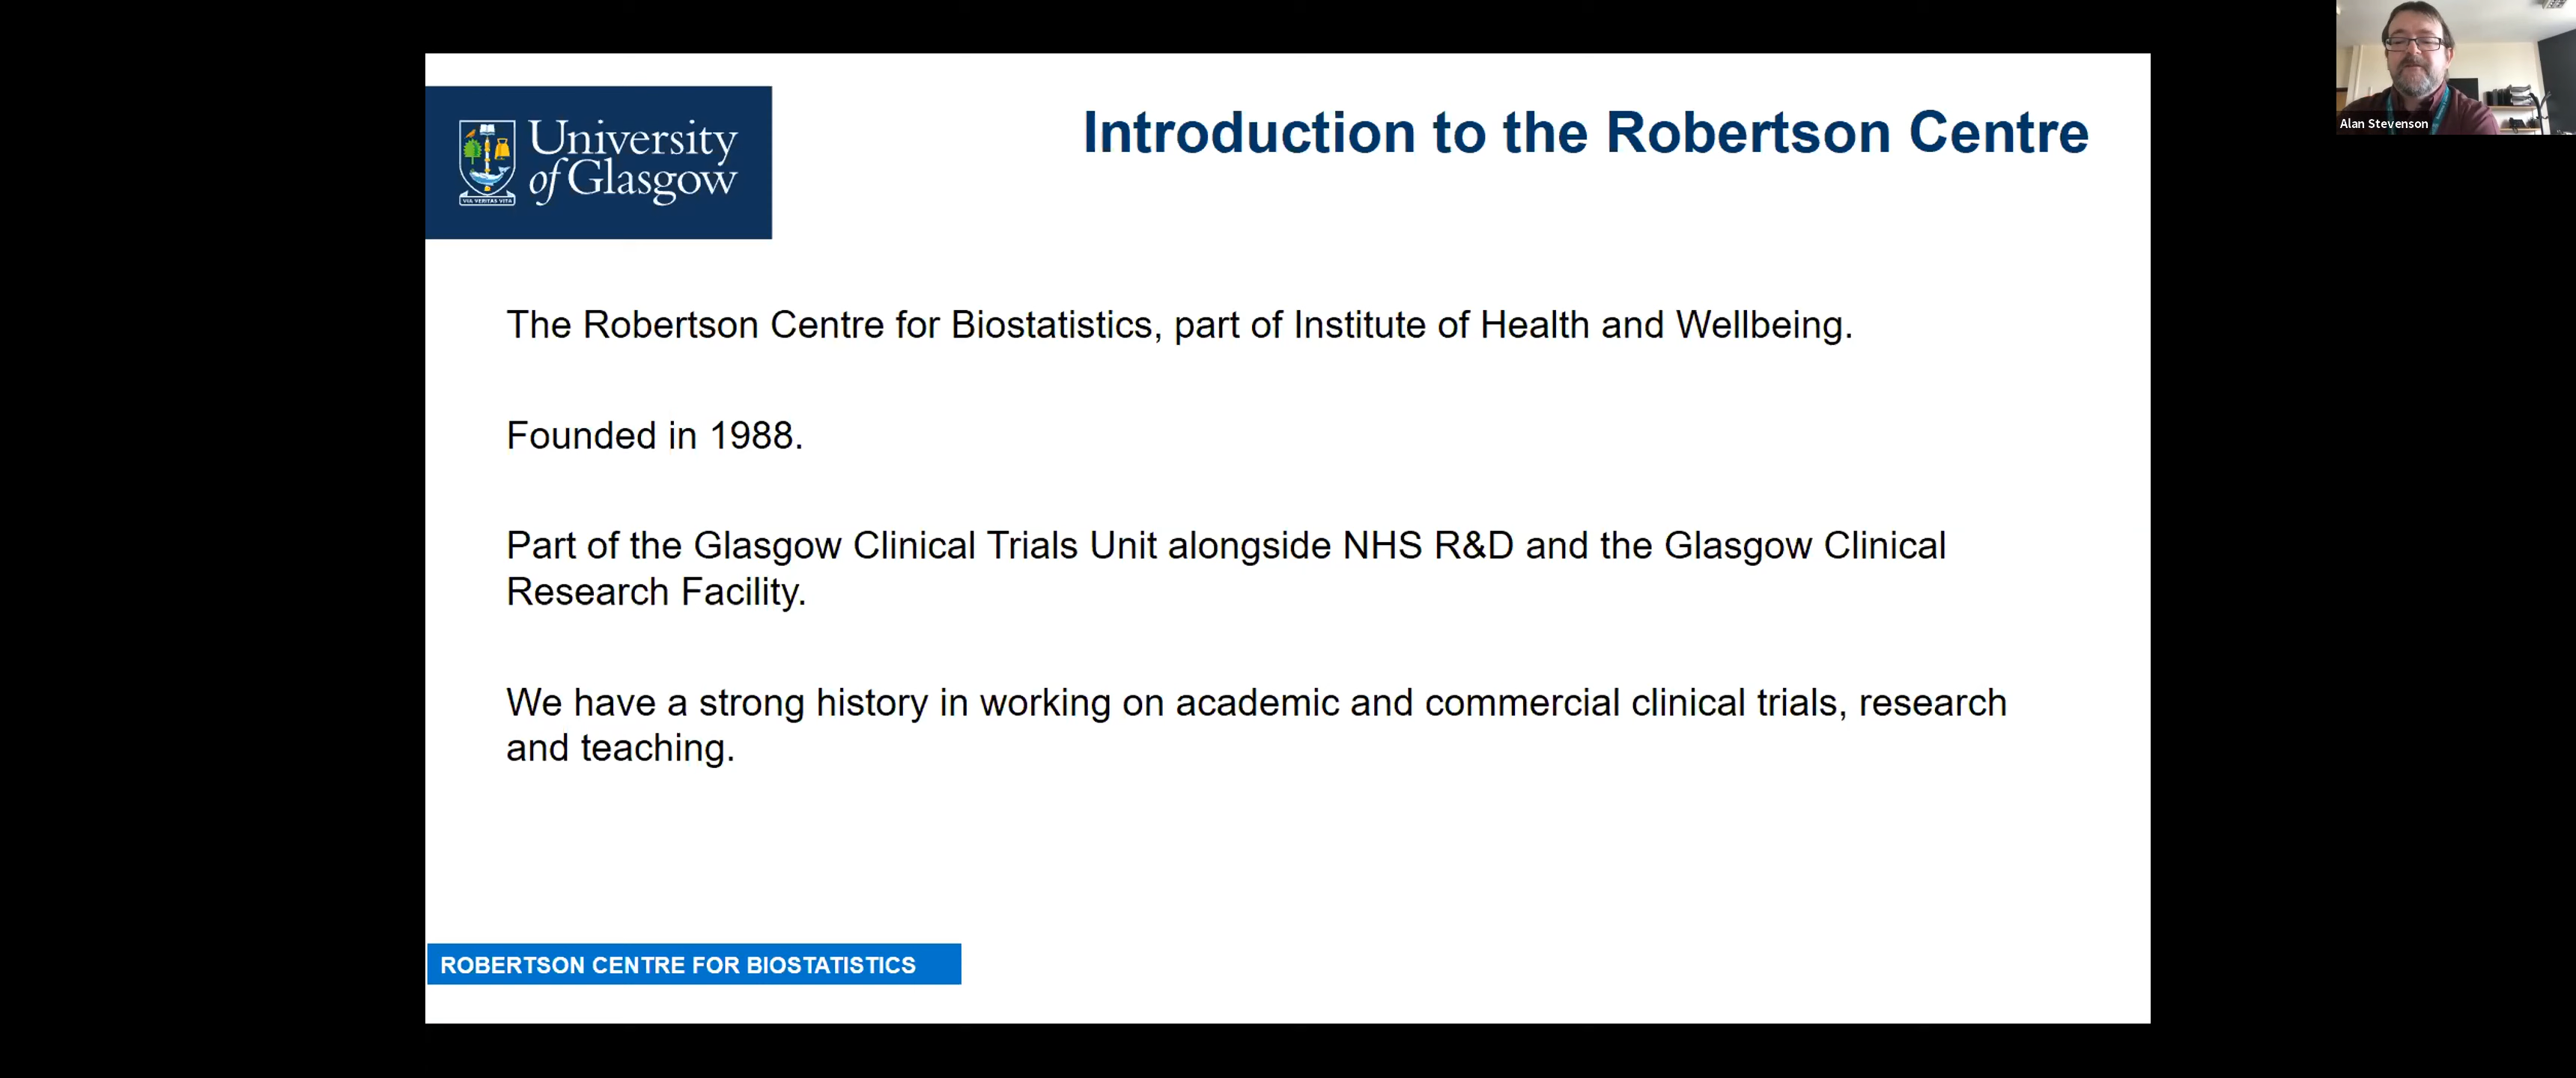 University
of Glasgow
VIA VERITAS VITA
Introduction to the Robertson Centre
Alan Stevenson
The Robertson Centre for Biostatistics, part of Institute of Health and Wellbeing.
Founded in 1988.
Part of the Glasgow Clinical Trials Unit alongside NHS R&D and the Glasgow Clinical
Research Facility.
We have a strong history in working on academic and commercial clinical trials, research
and teaching.
ROBERTSON CENTRE FOR BIOSTATISTICS